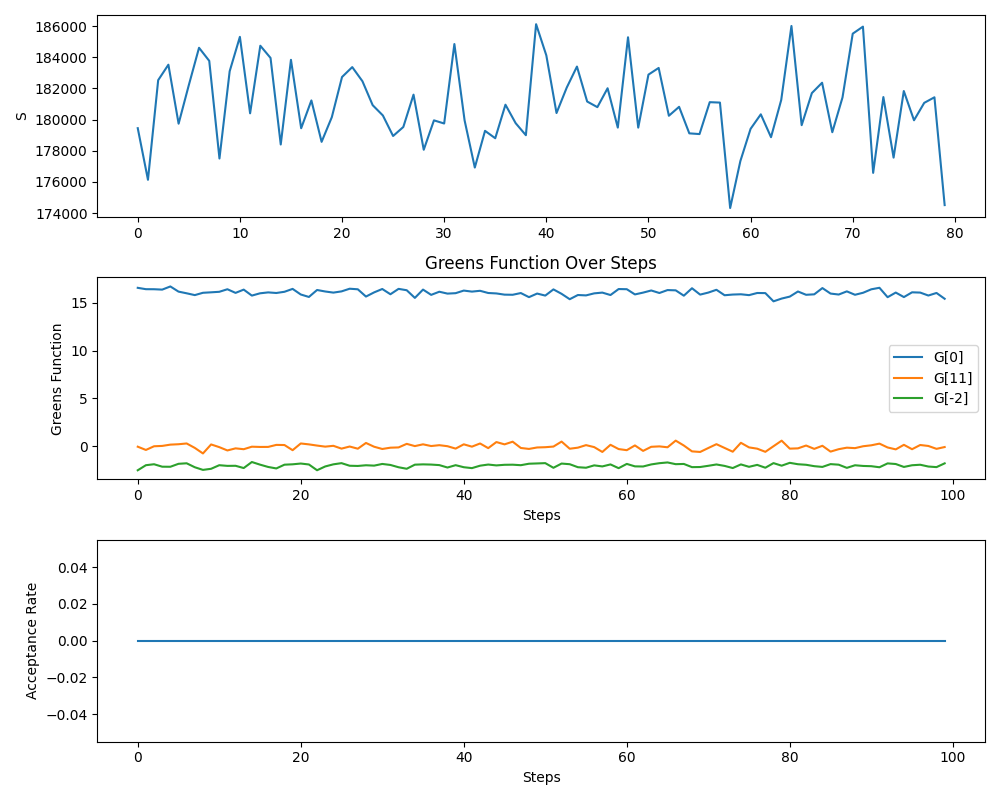 186000
184000
182000
180000
178000
176000
174000
S
0 10 20 30 40 50 60 70 80
Greens Function Over Steps
15
10
5
0
Greens Function
G[0]
G[11]
G[-2]
0 20 40 60 80 100
Steps
0.04
0.02
0.00
−0.02
−0.04
Acceptance Rate
0 20 40 60 80 100
Steps